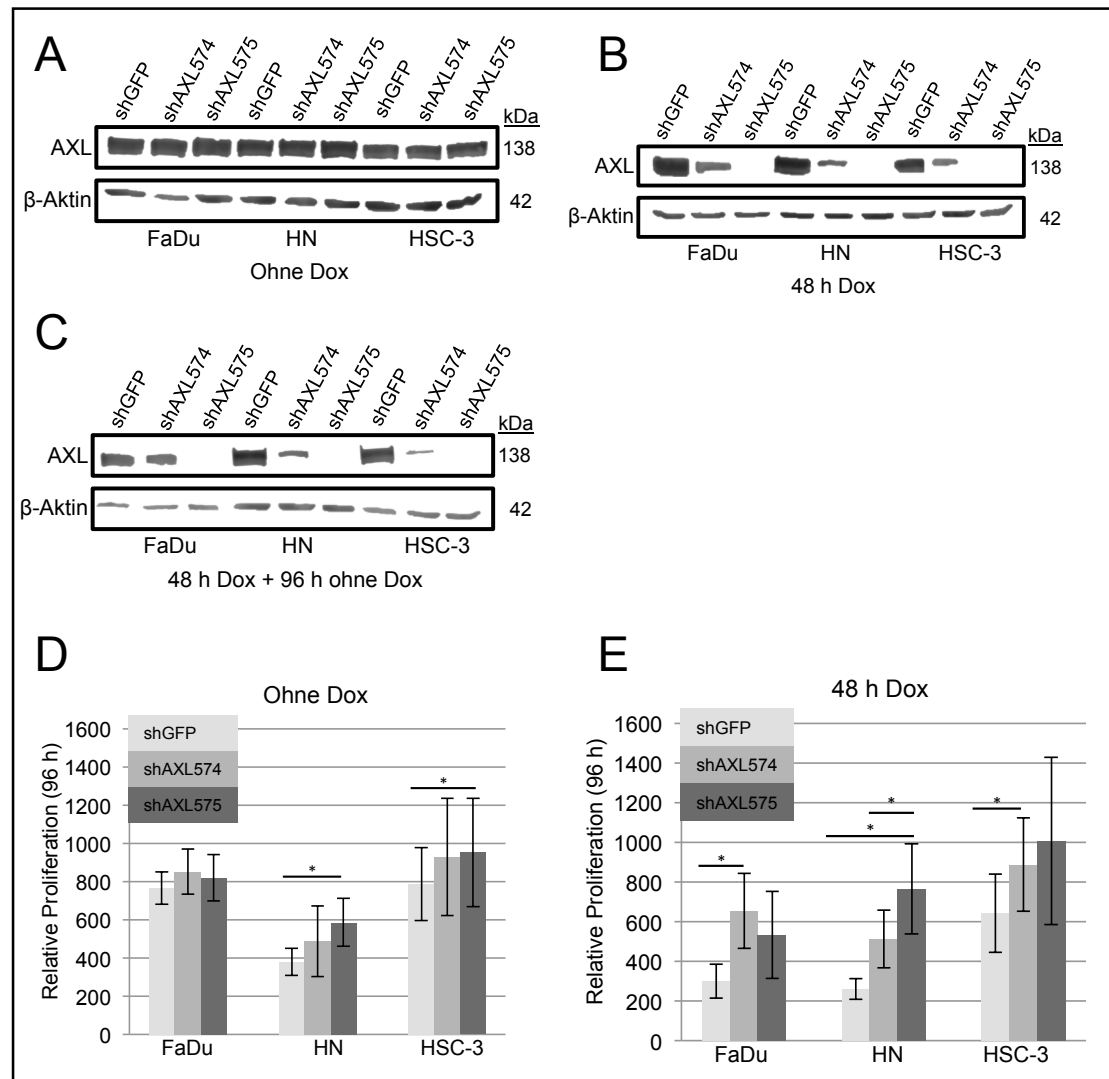 A
shGFP shAXL574 shAXL575 shGFP shAXL574 shAXL575 shGFP shAXL574 shAXL575
kDa
AXL 138
β-Aktin 42
FaDu HN HSC-3
Ohne Dox
B
shGFP shAXL574 shAXL575 shGFP shAXL574 shAXL575 shGFP shAXL574 shAXL575
kDa
AXL 138
β-Aktin 42
FaDu HN HSC-3
48 h Dox
C
shGFP shAXL574 shAXL575 shGFP shAXL574 shAXL575 shGFP shAXL574 shAXL575
kDa
AXL 138
β-Aktin 42
FaDu HN HSC-3
48 h Dox + 96 h ohne Dox
D
Ohne Dox
Relative Proliferation (96 h)
1600
1400
1200
1000
800
600
400
200
0
shGFP
shAXL574
shAXL575
*
*
FaDu HN HSC-3
E
48 h Dox
Relative Proliferation (96 h)
1600
1400
1200
1000
800
600
400
200
0
shGFP
shAXL574
shAXL575
*
*
*
*
FaDu HN HSC-3